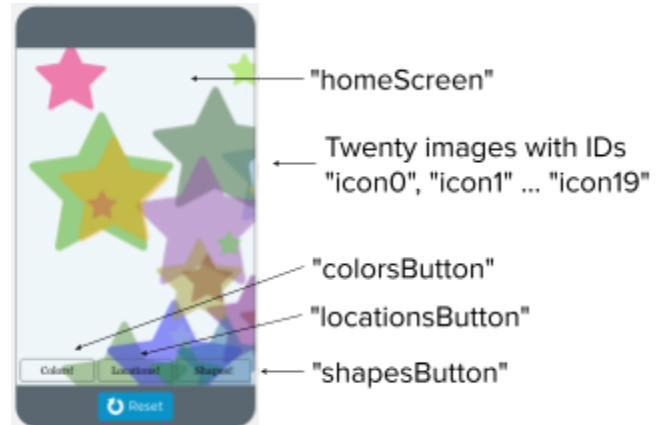 "homeScreen"
Twenty images with IDs
"icon0", "icon1" ... "icon19"
"colorsButton"
"locationsButton"
"shapesButton"
Colors! Locations! Shapes!
Reset